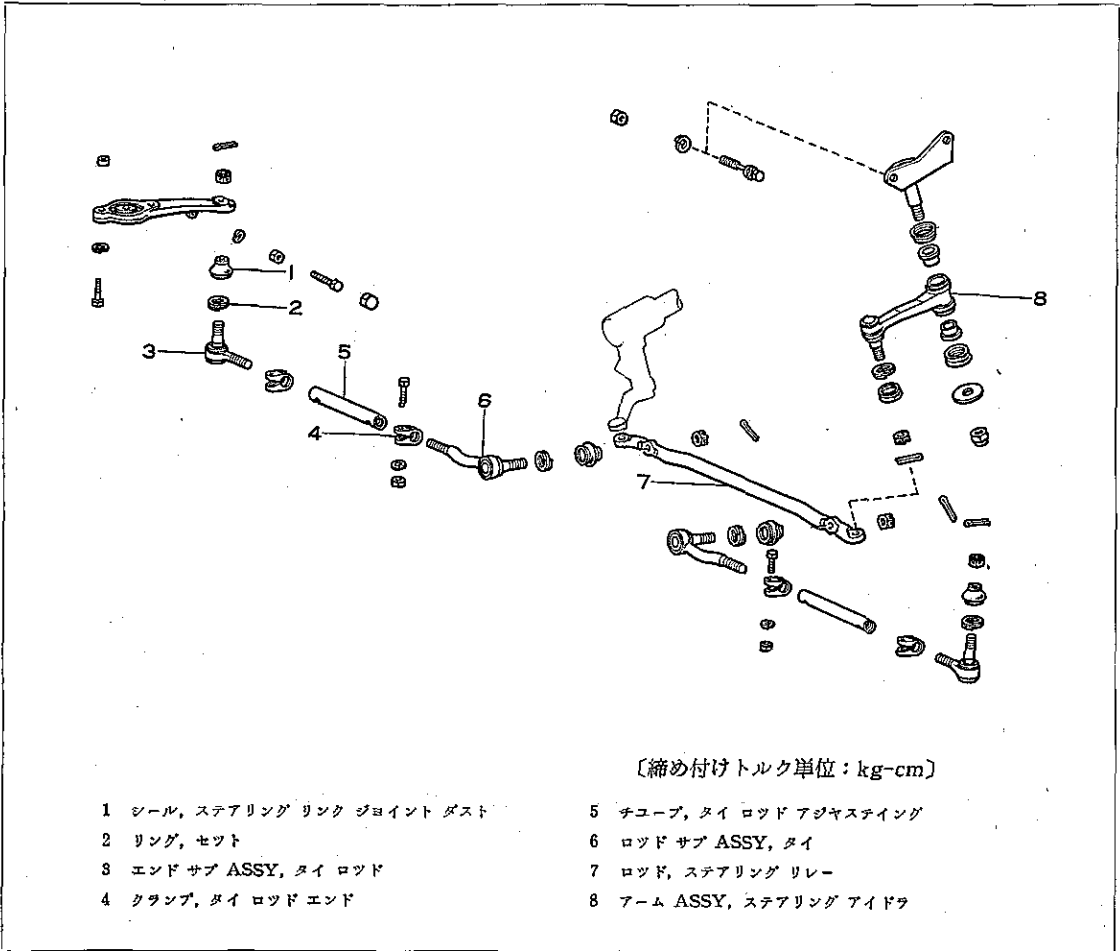 1
2
3
4
5
6
7
8
〔締め付けトルク単位：kg-cm〕
1 シール, ステアリング リンク ジョイント ダスト
2 リング, セット
3 エンド サブ ASSY, タイ ロッド
4 クランプ, タイ ロッド エンド
5 チューブ, タイ ロッド アジャステイング
6 ロッド サブ ASSY, タイ
7 ロッド, ステアリング リレー
8 アーム ASSY, ステアリング アイドラ